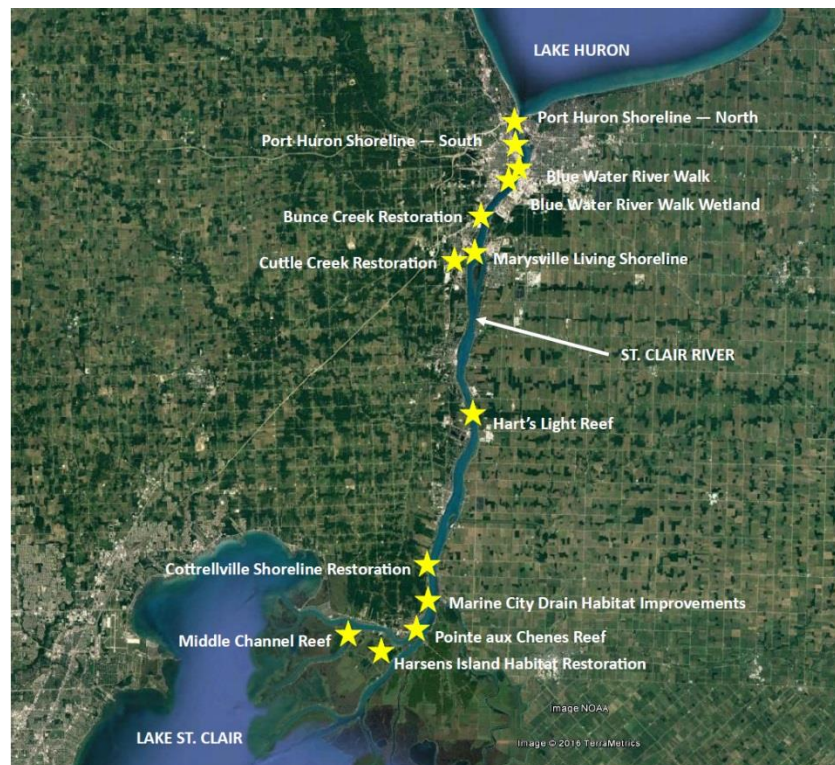 LAKE HURON
Port Huron Shoreline — North
Port Huron Shoreline — South
Blue Water River Walk
Blue Water River Walk Wetland
Bunce Creek Restoration
Marysville Living Shoreline
Cuttle Creek Restoration
ST. CLAIR RIVER
Hart's Light Reef
Cottrellville Shoreline Restoration
Marine City Drain Habitat Improvements
Middle Channel Reef
Pointe aux Chenes Reef
Harsens Island Habitat Restoration
Image NOAA
LAKE ST. CLAIR
Image © 2016 TerraMetrics